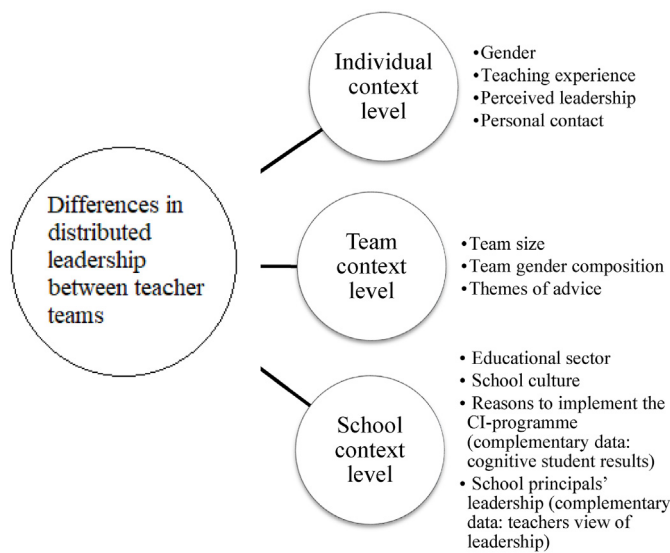 Differences in
distributed
leadership
between teacher
teams
Individual
context
level
•Gender
•Teaching experience
•Perceived leadership
•Personal contact
Team
context
level
•Team size
•Team gender composition
•Themes of advice
School
context
level
• Educational sector
• School culture
• Reasons to implement the
CI-programme
(complementary data:
cognitive student results)
• School principals’
leadership (complementary
data: teachers view of
leadership)